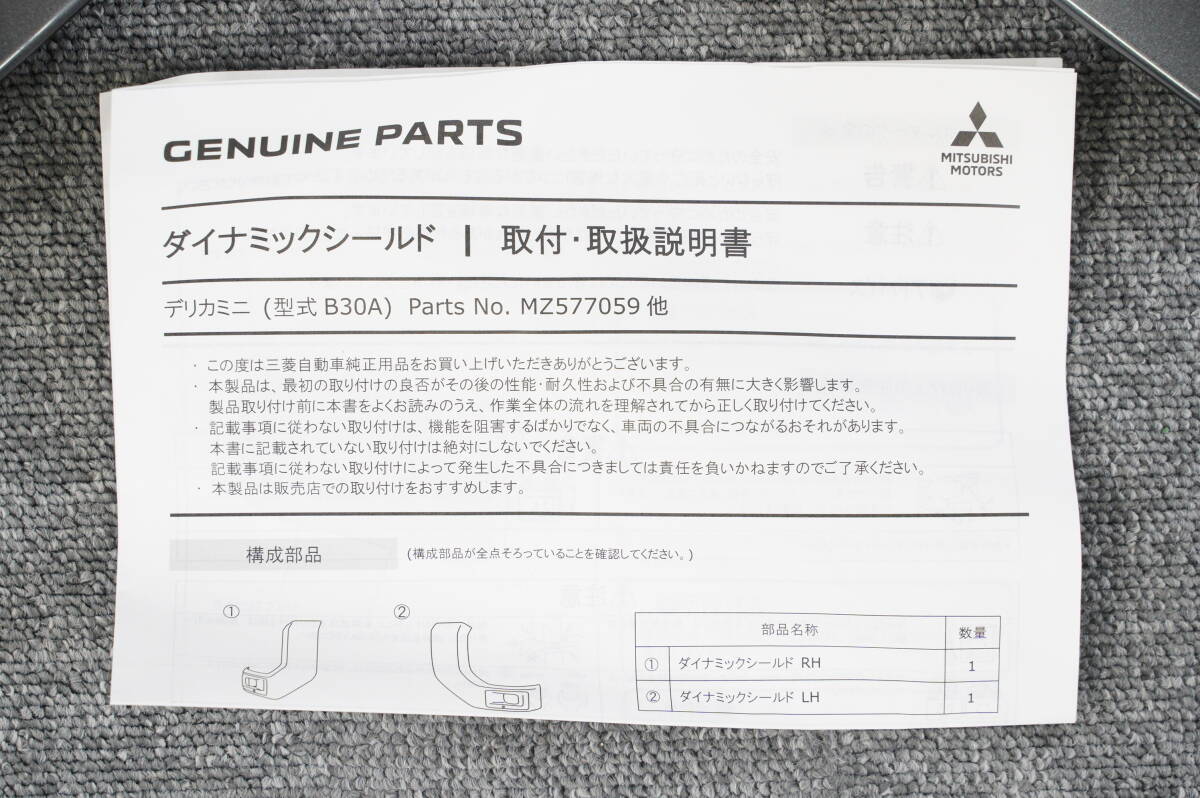 GENUINE PARTS
MITSUBISHI
MOTORS
ダイナミックシールド | 取付・取扱説明書
デリカミニ (型式 B30A) Parts No. MZ577059 他
・ この度は三菱自動車純正用品をお買い上げいただきありがとうございます。
・ 本製品は、最初の取り付けの良否がその後の性能・耐久性および不具合の有無に大きく影響します。
製品取り付け前に本書をよくお読みのうえ、作業全体の流れを理解されてから正しく取り付けてください。
・ 記載事項に従わない取り付けは、機能を阻害するばかりでなく、車両の不具合につながるおそれがあります。
本書に記載されていない取り付けは絶対にしないでください。
記載事項に従わない取り付けによって発生した不具合につきましては責任を負いかねますのでご了承ください。
・ 本製品は販売店での取り付けをおすすめします。
構成部品 (構成部品が全点そろっていることを確認してください。)
① ②
部品名称 数量
① ダイナミックシールド RH 1
② ダイナミックシールド LH 1